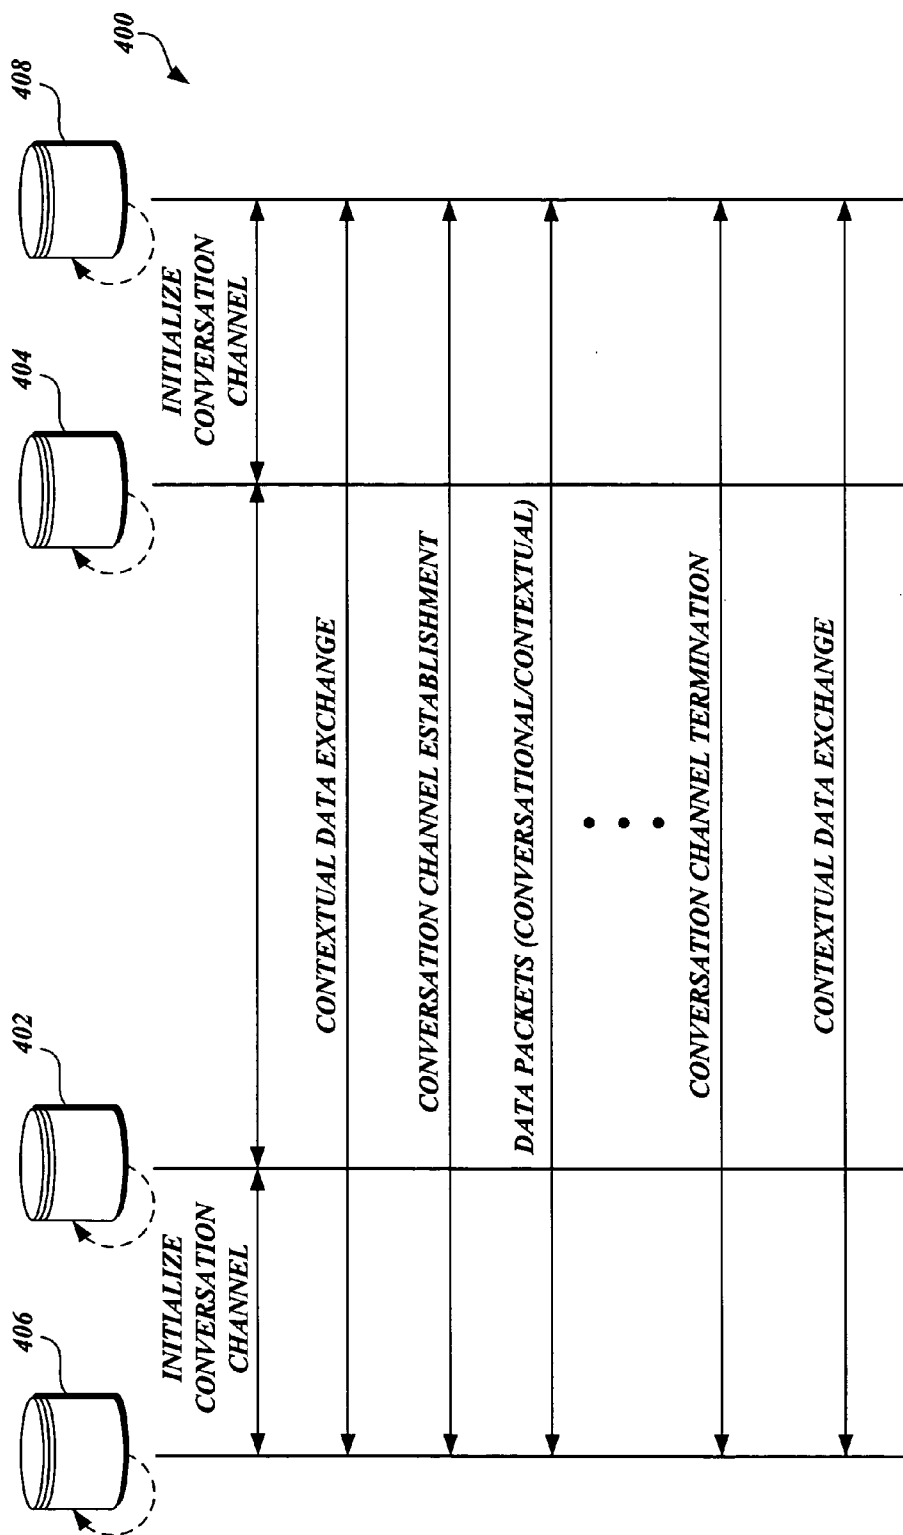 406
402
404
408
400
INITIALIZE
CONVERSATION
CHANNEL
INITIALIZE
CONVERSATION
CHANNEL
CONTEXTUAL DATA EXCHANGE
CONVERSATION CHANNEL ESTABLISHMENT
DATA PACKETS (CONVERSATIONAL/CONTEXTUAL)
CONVERSATION CHANNEL TERMINATION
CONTEXTUAL DATA EXCHANGE